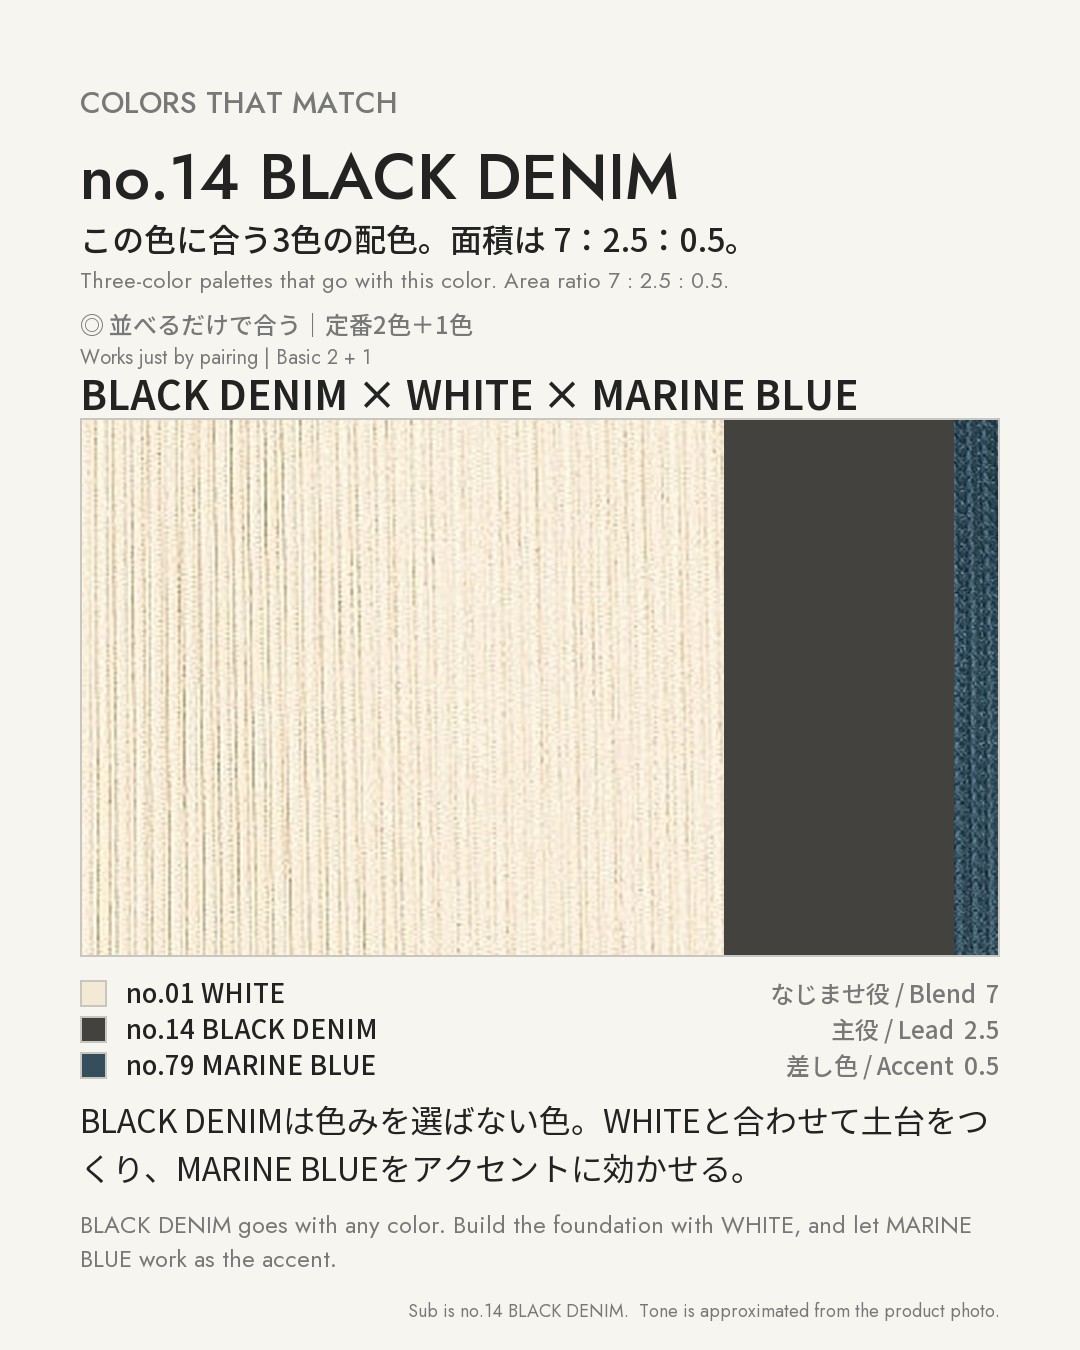 COLORS THAT MATCH
no.14 BLACK DENIM
この色に合う3色の配色。面積は 7：2.5：0.5。
Three-color palettes that go with this color. Area ratio 7 : 2.5 : 0.5.
◎ 並べるだけで合う｜定番2色＋1色
Works just by pairing | Basic 2 + 1
BLACK DENIM × WHITE × MARINE BLUE
no.01 WHITE なじませ役 / Blend 7
no.14 BLACK DENIM 主役 / Lead 2.5
no.79 MARINE BLUE 差し色 / Accent 0.5
BLACK DENIMは色みを選ばない色。WHITEと合わせて土台をつ
くり、MARINE BLUEをアクセントに効かせる。
BLACK DENIM goes with any color. Build the foundation with WHITE, and let MARINE
BLUE work as the accent.
Sub is no.14 BLACK DENIM. Tone is approximated from the product photo.